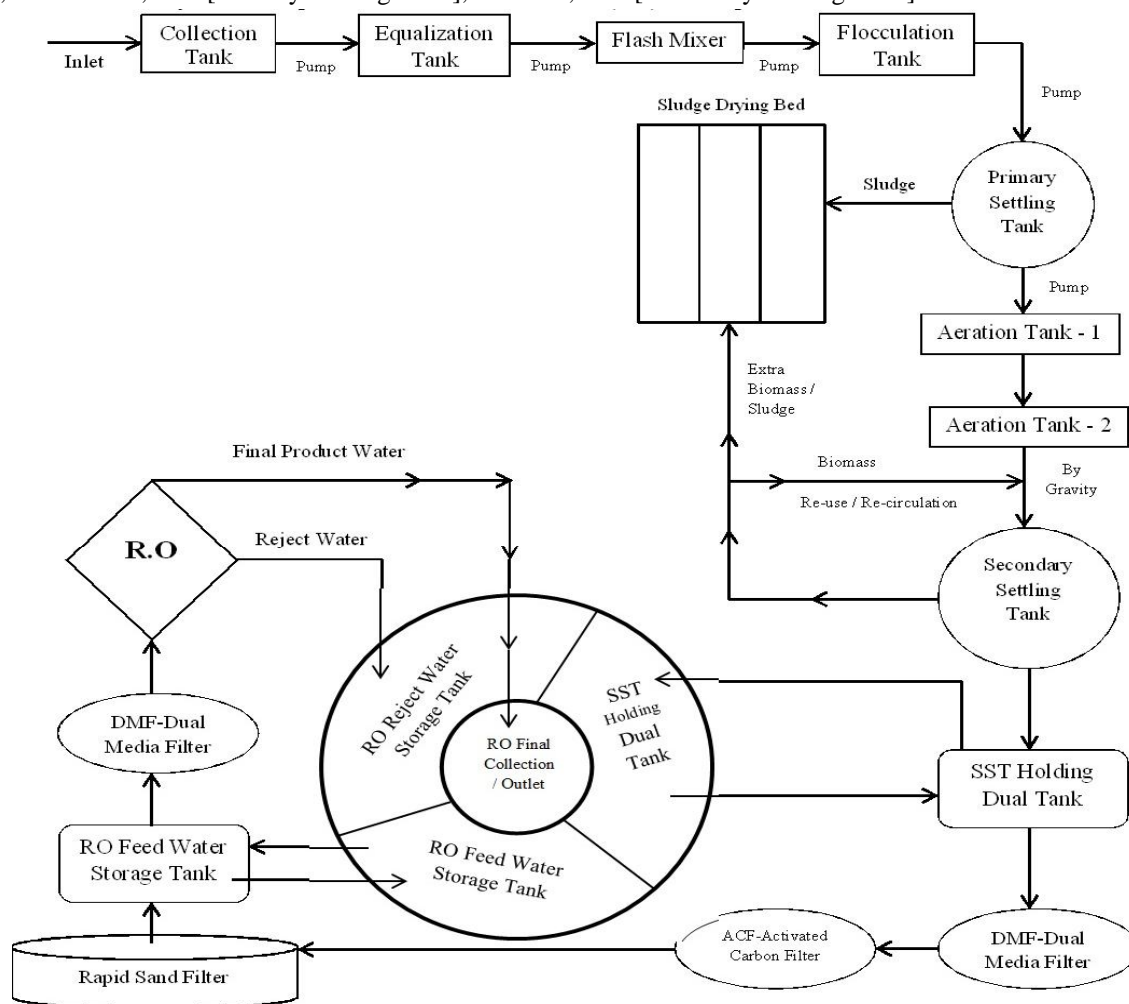 Inlet
Collection
Tank
Pump
Equalization
Tank
Pump
Flash Mixer
Pump
Flocculation
Tank
Pump
Sludge Drying Bed
Sludge
Primary
Settling
Tank
Pump
Aeration Tank - 1
Extra
Biomass /
Sludge
Aeration Tank - 2
Biomass
Re-use / Re-circulation
By
Gravity
Final Product Water
R.O
Reject Water
Secondary
Settling
Tank
RO Reject Water
Storage Tank
SST
Holding
Dual
Tank
RO Final
Collection
/ Outlet
DMF-Dual
Media Filter
SST Holding
Dual Tank
RO Feed Water
Storage Tank
RO Feed Water
Storage Tank
Rapid Sand Filter
ACF-Activated
Carbon Filter
DMF-Dual
Media Filter